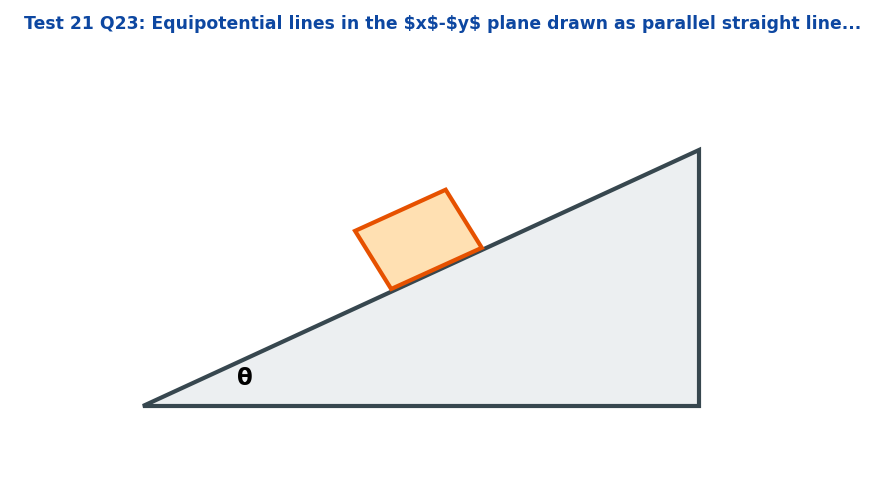 Test 21 Q23: Equipotential lines in the $x$-$y$ plane drawn as parallel straight line...
θ